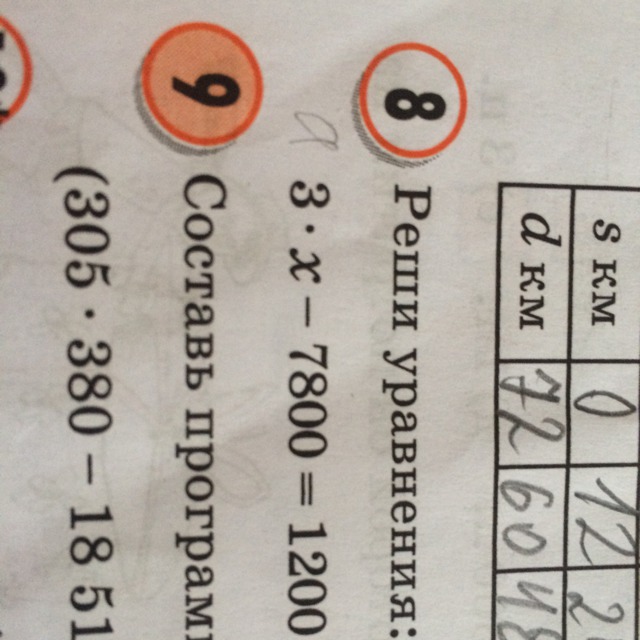 s км 0 12
d км 72 60 48
8 Реши уравнения:
а 3 · x − 7800 = 1200
9 Составь
(305 · 380 − 18 51